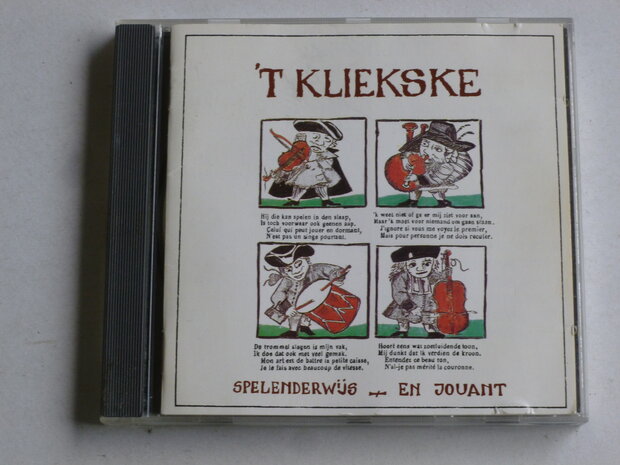 'T KLIEKSKE
Hij die kan spelen in den slaap,
Is toch voorwaar ook geenen aap.
Celui qui peut jouer en dormant,
N'est pas un singe pourtant.
'k weet niet of ge er mij ziet voor aan,
Maar 'k moet voor niemand om gaan slaan.
J'ignore si vous me voyez le premier,
Mais pour personne je ne dois reculer.
De trommel slagen is mijn vak,
Ik doe dat ook met veel gemak.
Mon art est de battre la petite caisse,
Je le fais avec beaucoup de vitesse.
Hoort eens wat zoetluidende toon,
Mij dunkt dat ik verdien de kroon.
Entendez ce beau ton,
N'ai-je pas mérité la couronne.
SPELENDERWIJS - EN JOUANT